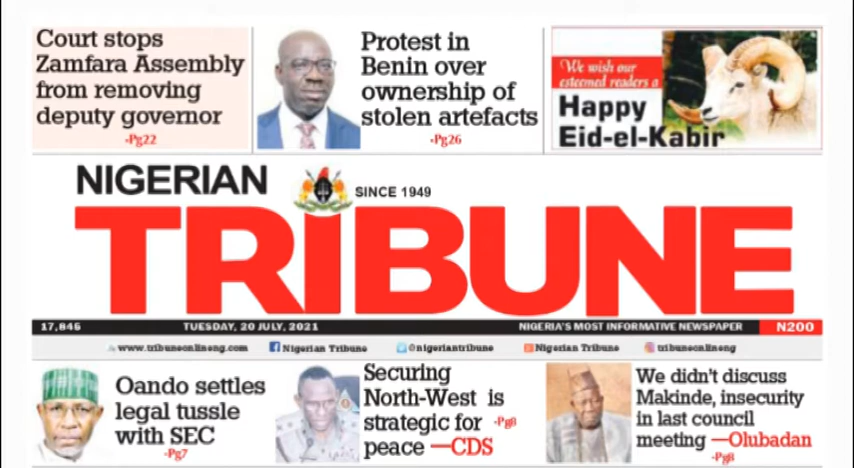 Court stops
Zamfara Assembly
from removing
deputy governor
-Pg22
Protest in
Benin over
ownership of
stolen artefacts
-Pg26
We wish our
esteemed readers a
Happy
Eid-el-Kabir
NIGERIAN
SINCE 1949
TRIBUNE
17,846 TUESDAY, 20 JULY, 2021 NIGERIA'S MOST INFORMATIVE NEWSPAPER N200
www.tribuneonlineng.com Nigerian Tribune @nigeriantribune Nigerian Tribune tribuneonlineng
Oando settles
legal tussle
with SEC
-Pg7
Securing
North-West is
strategic for -Pg8
peace —CDS
We didn't discuss
Makinde, insecurity
in last council
meeting —Olubadan
-Pg8